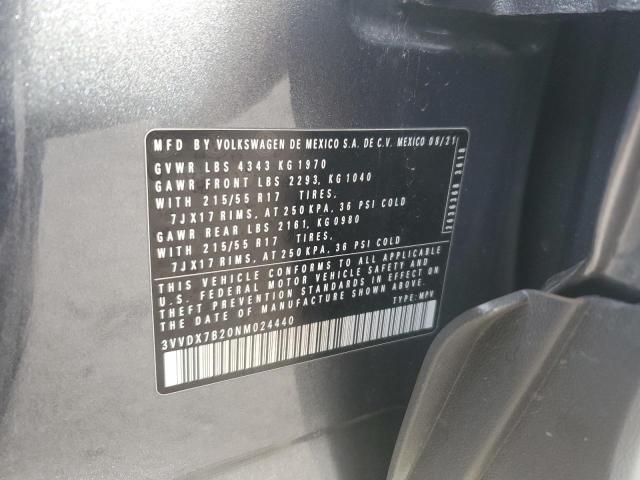 MFD BY VOLKSWAGEN DE MEXICO S.A. DE C.V. MEXICO 08/21
GVWR LBS 4343 KG 1970
GAWR FRONT LBS 2293, KG 1040
WITH 215/55 R17 TIRES,
7JX17 RIMS, AT 250 KPA, 36 PSI COLD
GAWR REAR LBS 2161, KG0980
WITH 215/55 R17 TIRES,
7JX17 RIMS, AT 250 KPA, 36 PSI COLD
THIS VEHICLE CONFORMS TO ALL APPLICABLE
U.S. FEDERAL MOTOR VEHICLE SAFETY AND
THEFT PREVENTION STANDARDS IN EFFECT ON
THE DATE OF MANUFACTURE SHOWN ABOVE.
3VVDX7B20NM024440 TYPE: MPV